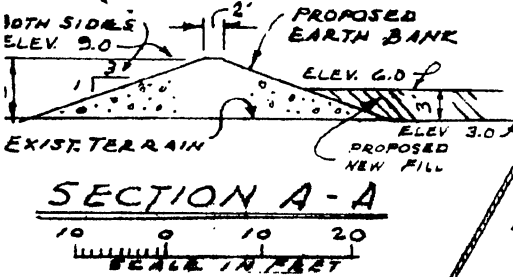 BOTH SIDES
ELEV. 9.0
2'
PROPOSED
EARTH BANK
3
1
ELEV. 6.0
3
EXIST. TERRAIN
ELEV 3.0
PROPOSED
NEW FILL
SECTION A-A
10 0 10 20
SCALE IN FEET